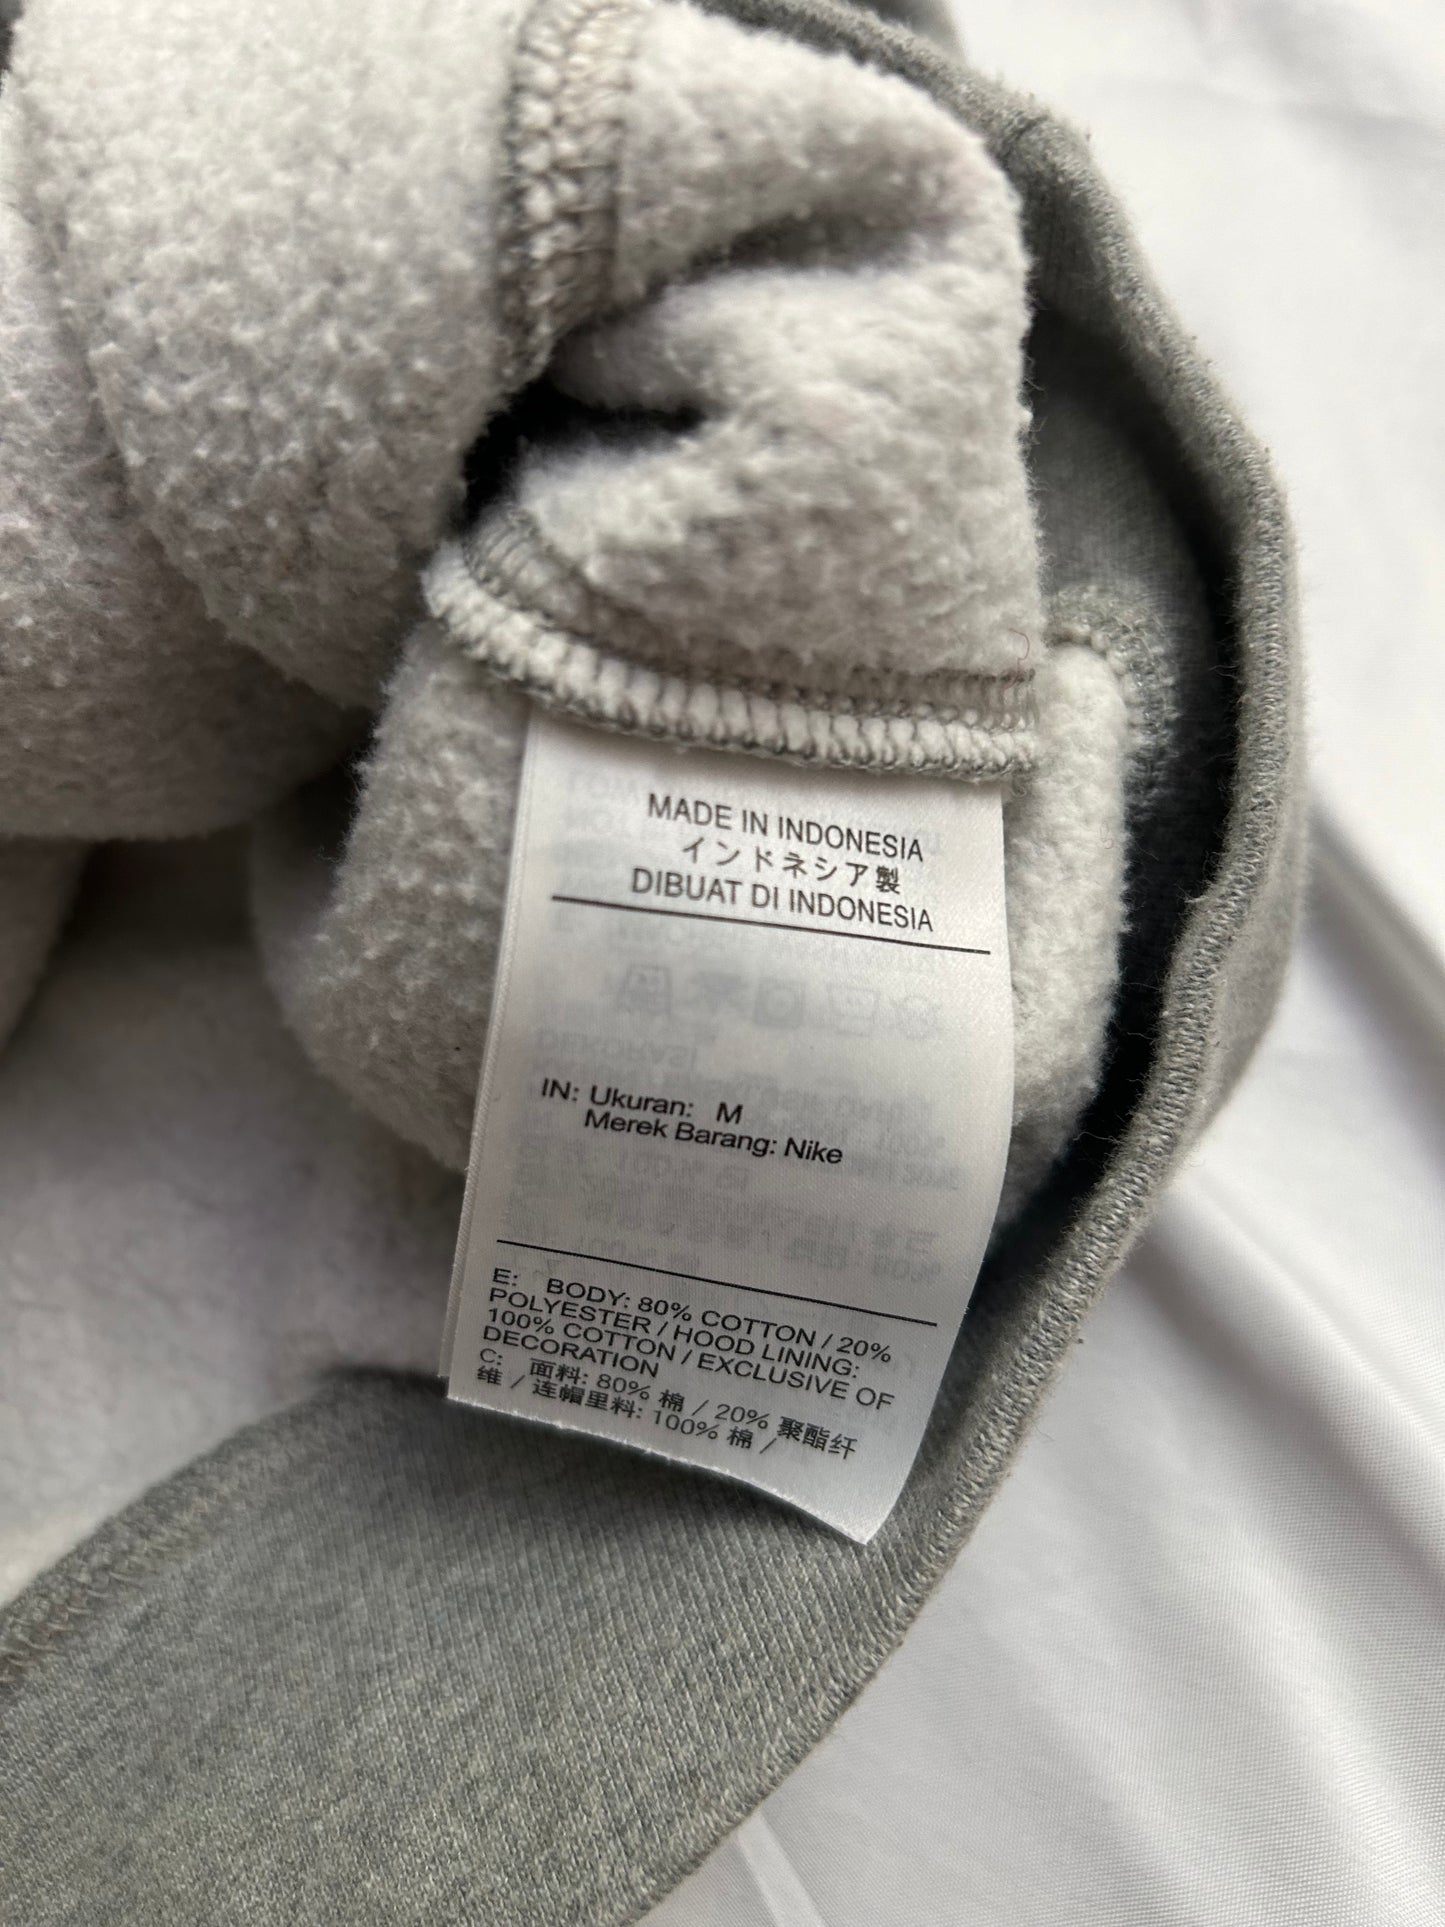 MADE IN INDONESIA
インドネシア製
DIBUAT DI INDONESIA
IN: Ukuran: M
Merek Barang: Nike
E: BODY: 80% COTTON / 20%
POLYESTER / HOOD LINING:
100% COTTON / EXCLUSIVE OF
DECORATION
C: 面料: 80% 棉 / 20% 聚酯纤
维 / 连帽里料: 100% 棉 /